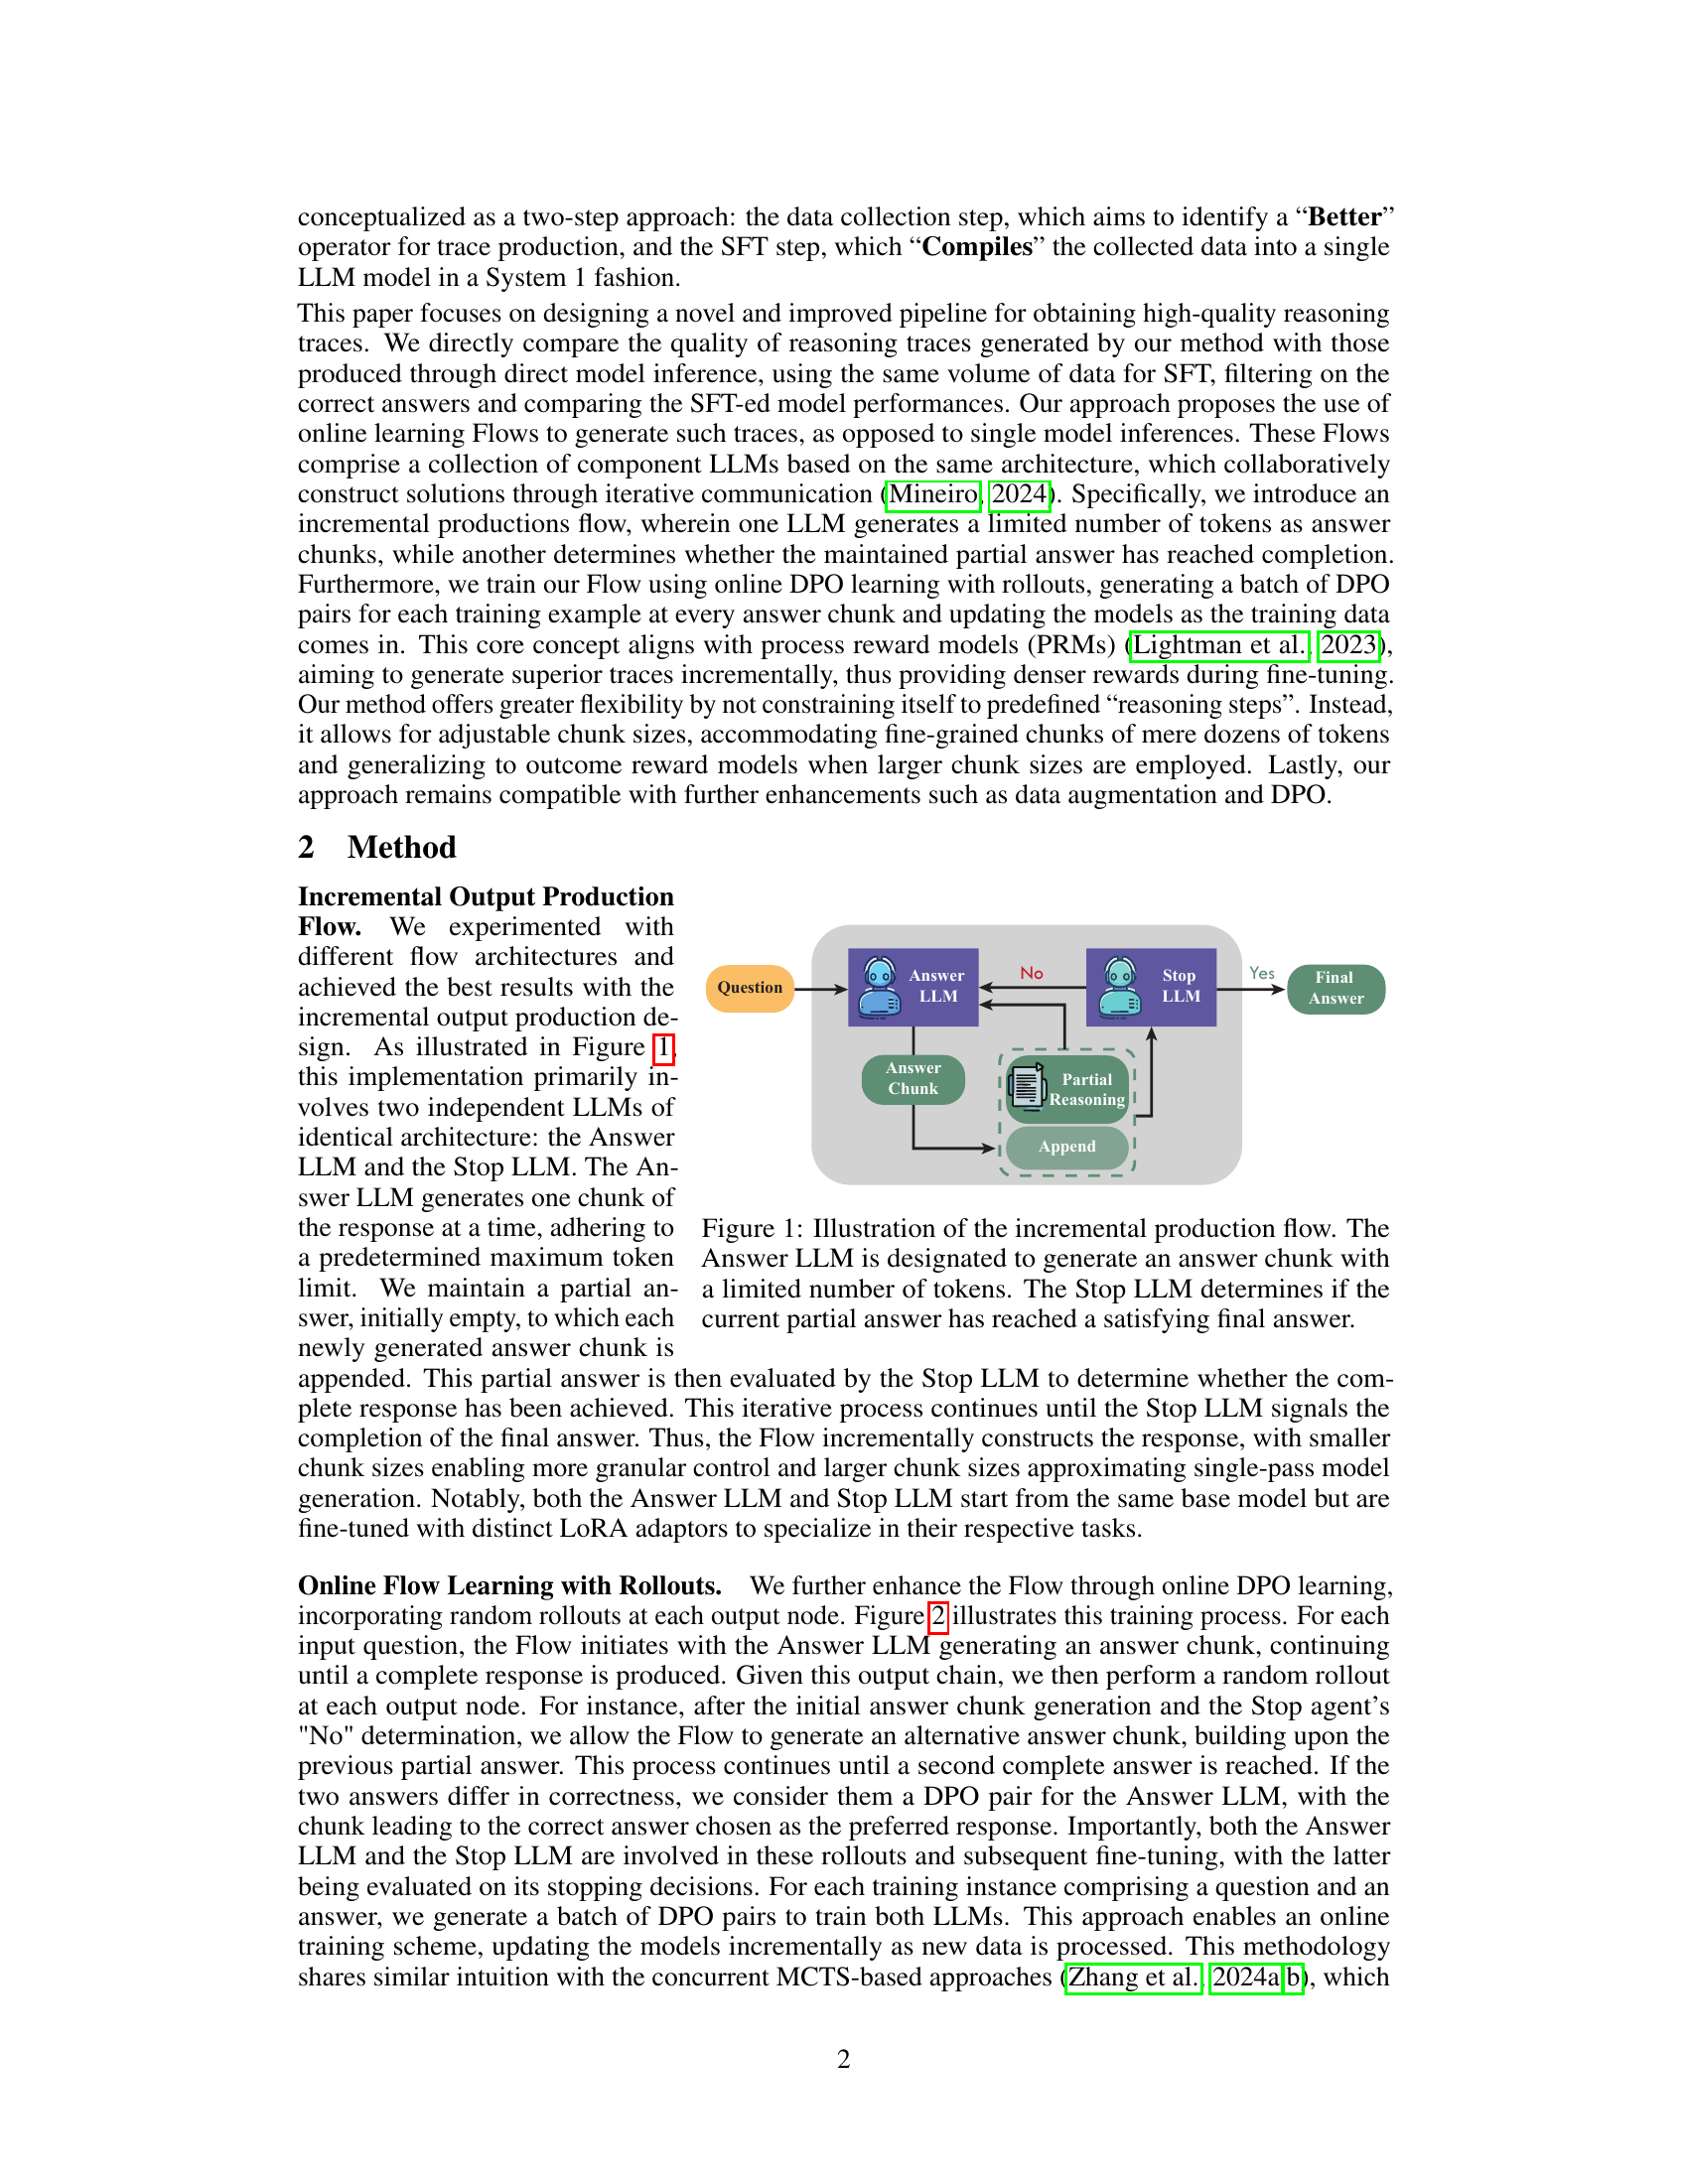 conceptualized as a two-step approach: the data collection step, which aims to identify a “Better”
operator for trace production, and the SFT step, which “Compiles” the collected data into a single
LLM model in a System 1 fashion.
This paper focuses on designing a novel and improved pipeline for obtaining high-quality reasoning
traces. We directly compare the quality of reasoning traces generated by our method with those
produced through direct model inference, using the same volume of data for SFT, filtering on the
correct answers and comparing the SFT-ed model performances. Our approach proposes the use of
online learning Flows to generate such traces, as opposed to single model inferences. These Flows
comprise a collection of component LLMs based on the same architecture, which collaboratively
construct solutions through iterative communication (Mineiro, 2024). Specifically, we introduce an
incremental productions flow, wherein one LLM generates a limited number of tokens as answer
chunks, while another determines whether the maintained partial answer has reached completion.
Furthermore, we train our Flow using online DPO learning with rollouts, generating a batch of DPO
pairs for each training example at every answer chunk and updating the models as the training data
comes in. This core concept aligns with process reward models (PRMs) (Lightman et al., 2023),
aiming to generate superior traces incrementally, thus providing denser rewards during fine-tuning.
Our method offers greater flexibility by not constraining itself to predefined “reasoning steps”. Instead,
it allows for adjustable chunk sizes, accommodating fine-grained chunks of mere dozens of tokens
and generalizing to outcome reward models when larger chunk sizes are employed. Lastly, our
approach remains compatible with further enhancements such as data augmentation and DPO.
2 Method
Incremental Output Production
Flow. We experimented with
different flow architectures and
achieved the best results with the
incremental output production de-
sign. As illustrated in Figure 1,
this implementation primarily in-
volves two independent LLMs of
identical architecture: the Answer
LLM and the Stop LLM. The An-
swer LLM generates one chunk of
the response at a time, adhering to
a predetermined maximum token
limit. We maintain a partial an-
swer, initially empty, to which each
newly generated answer chunk is
Question
Answer
LLM
No
Stop
LLM
Yes
Final
Answer
Answer
Chunk
Partial
Reasoning
Append
Figure 1: Illustration of the incremental production flow. The
Answer LLM is designated to generate an answer chunk with
a limited number of tokens. The Stop LLM determines if the
current partial answer has reached a satisfying final answer.
appended. This partial answer is then evaluated by the Stop LLM to determine whether the com-
plete response has been achieved. This iterative process continues until the Stop LLM signals the
completion of the final answer. Thus, the Flow incrementally constructs the response, with smaller
chunk sizes enabling more granular control and larger chunk sizes approximating single-pass model
generation. Notably, both the Answer LLM and Stop LLM start from the same base model but are
fine-tuned with distinct LoRA adaptors to specialize in their respective tasks.
Online Flow Learning with Rollouts. We further enhance the Flow through online DPO learning,
incorporating random rollouts at each output node. Figure 2 illustrates this training process. For each
input question, the Flow initiates with the Answer LLM generating an answer chunk, continuing
until a complete response is produced. Given this output chain, we then perform a random rollout
at each output node. For instance, after the initial answer chunk generation and the Stop agent’s
"No" determination, we allow the Flow to generate an alternative answer chunk, building upon the
previous partial answer. This process continues until a second complete answer is reached. If the
two answers differ in correctness, we consider them a DPO pair for the Answer LLM, with the
chunk leading to the correct answer chosen as the preferred response. Importantly, both the Answer
LLM and the Stop LLM are involved in these rollouts and subsequent fine-tuning, with the latter
being evaluated on its stopping decisions. For each training instance comprising a question and an
answer, we generate a batch of DPO pairs to train both LLMs. This approach enables an online
training scheme, updating the models incrementally as new data is processed. This methodology
shares similar intuition with the concurrent MCTS-based approaches (Zhang et al., 2024a,b), which
2